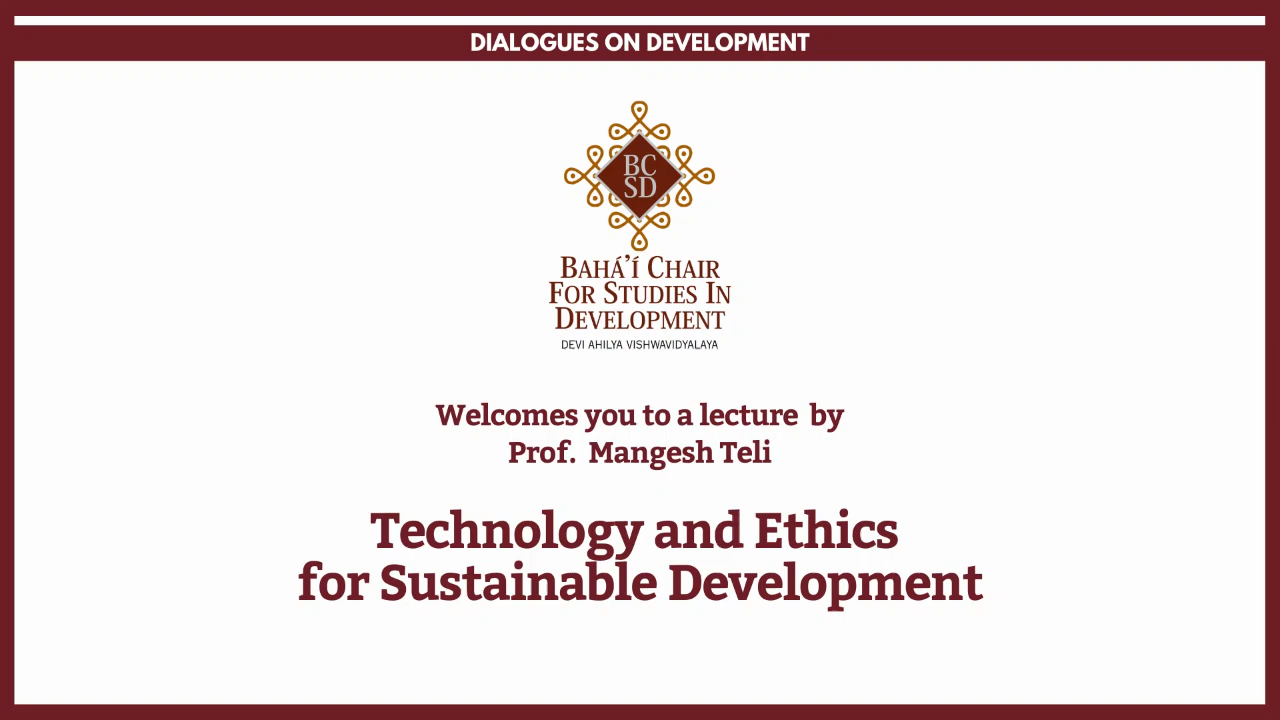 DIALOGUES ON DEVELOPMENT
BC
SD
BAHÁ'Í CHAIR
FOR STUDIES IN
DEVELOPMENT
DEVI AHILYA VISHWAVIDYALAYA
Welcomes you to a lecture by
Prof. Mangesh Teli
Technology and Ethics
for Sustainable Development